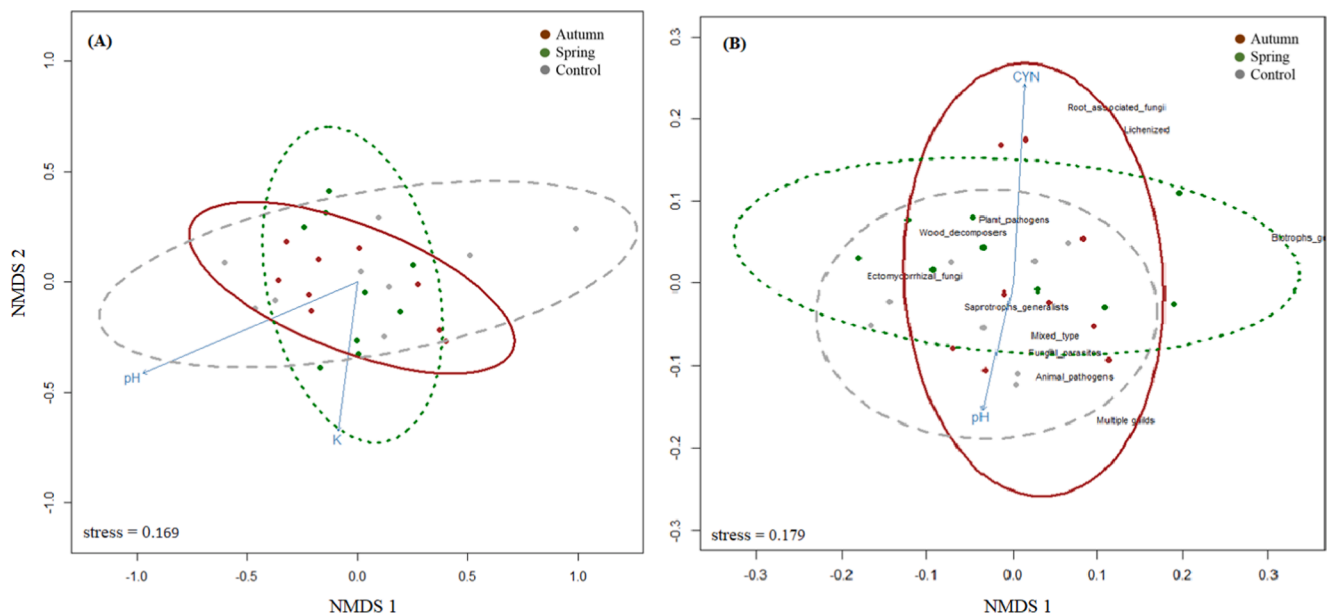 (A)
Autumn
Spring
Control
1.0
0.5
0.0
-0.5
-1.0
NMDS 2
pH
K
stress = 0.169
-1.0
-0.5
0.0
0.5
1.0
NMDS 1
(B)
Autumn
Spring
Control
0.3
0.2
0.1
0.0
-0.1
-0.2
-0.3
CYN
Root_associated_fungi
Lichenized
Plant_pathogens
Wood_decomposers
Biotrophs_ge
Ectomycorrhizal_fungi
Saprotrophs_generalists
Mixed_type
Fungal_parasites
Animal_pathogens
pH
Multiple guilds
stress = 0.179
-0.3
-0.2
-0.1
0.0
0.1
0.2
0.3
NMDS 1